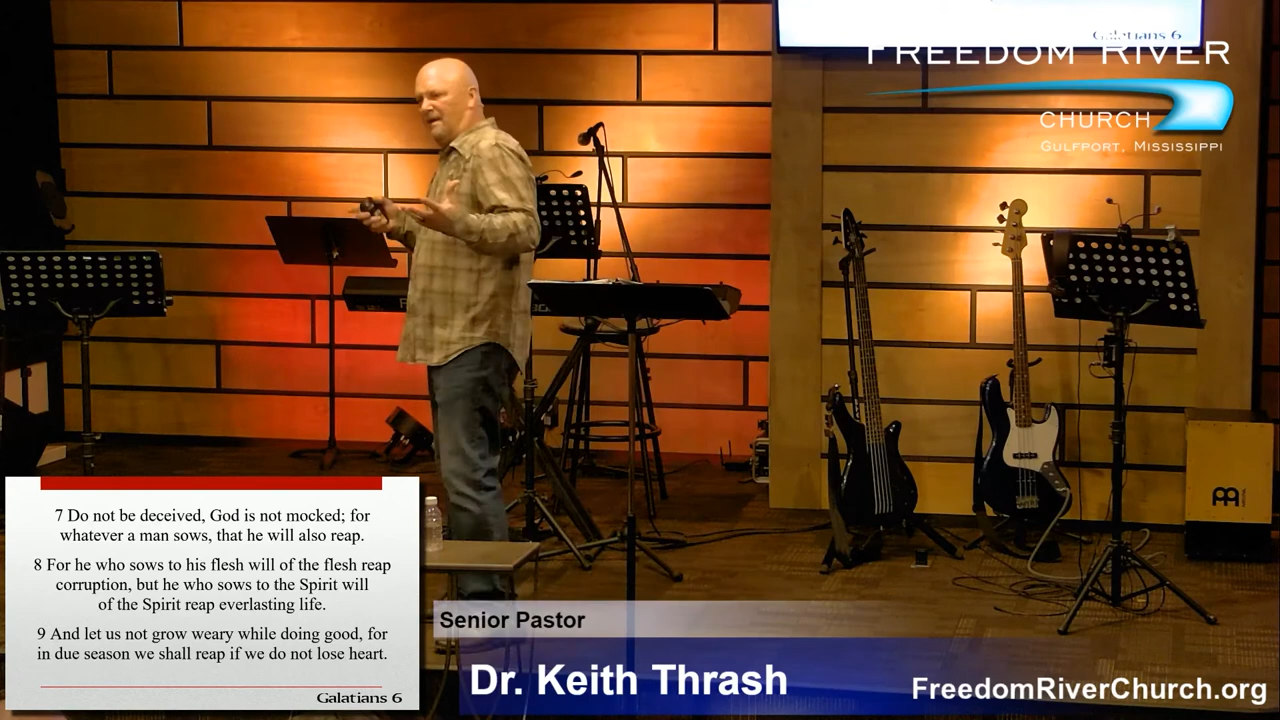 Galatians 6
FREEDOM RIVER
CHURCH
GULFPORT, MISSISSIPPI
7 Do not be deceived, God is not mocked; for
whatever a man sows, that he will also reap.
8 For he who sows to his flesh will of the flesh reap
corruption, but he who sows to the Spirit will
of the Spirit reap everlasting life.
9 And let us not grow weary while doing good, for
in due season we shall reap if we do not lose heart.
Galatians 6
Senior Pastor
Dr. Keith Thrash
FreedomRiverChurch.org